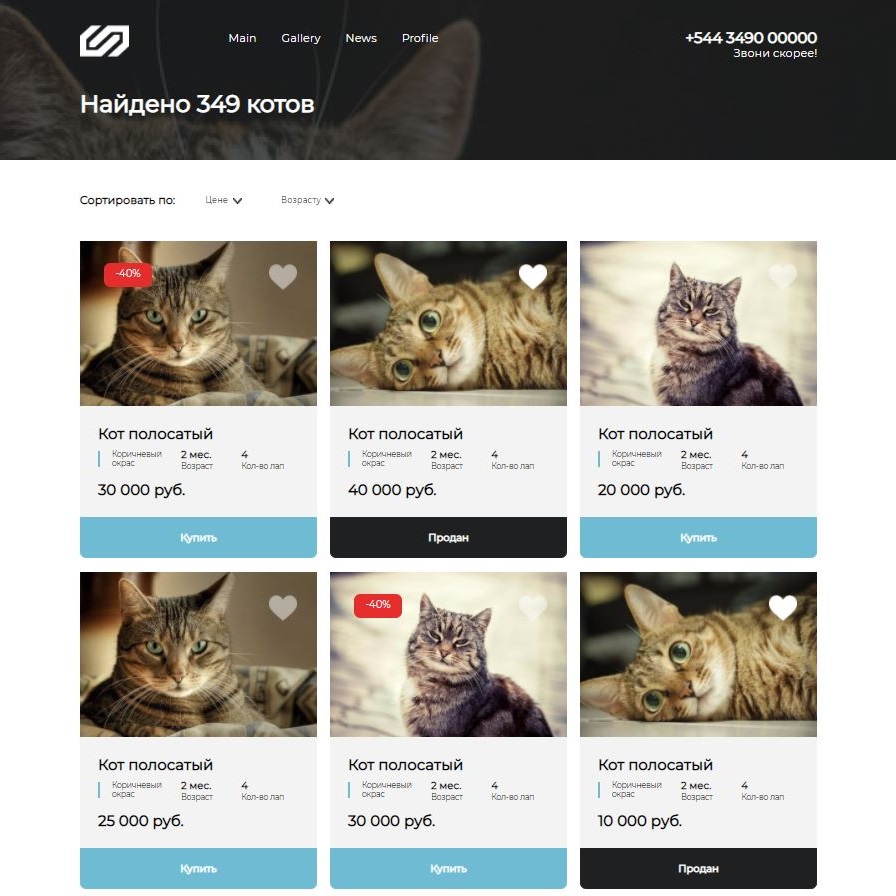 Main Gallery News Profile
+544 3490 00000
Звони скорее!
Найдено 349 котов
Сортировать по: Цене Возрасту
-40%
Кот полосатый
Коричневый
окрас
2 мес.
Возраст
4
Кол-во лап
30 000 руб.
Купить
Кот полосатый
Коричневый
окрас
2 мес.
Возраст
4
Кол-во лап
40 000 руб.
Продан
Кот полосатый
Коричневый
окрас
2 мес.
Возраст
4
Кол-во лап
20 000 руб.
Купить
Кот полосатый
Коричневый
окрас
2 мес.
Возраст
4
Кол-во лап
25 000 руб.
Купить
-40%
Кот полосатый
Коричневый
окрас
2 мес.
Возраст
4
Кол-во лап
30 000 руб.
Купить
Кот полосатый
Коричневый
окрас
2 мес.
Возраст
4
Кол-во лап
10 000 руб.
Продан